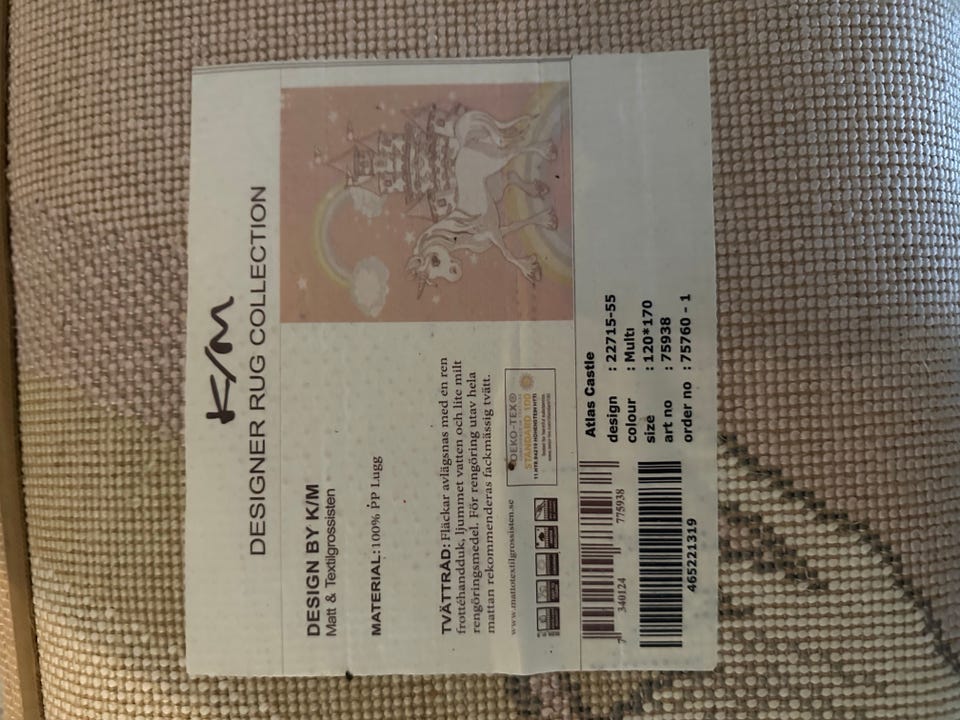 K/M
DESIGNER RUG COLLECTION
DESIGN BY K/M
Matt & Textilgrossisten
MATERIAL:100% PP Lugg
TVÄTTRÅD: Fläckar avlägsnas med en ren
frottéhandduk, ljummet vatten och lite milt
rengöringsmedel. För rengöring utav hela
mattan rekommenderas fackmässig tvätt.
www.mattotextilgrossisten.se
OEKO-TEX®
STANDARD 100
Atlas Castle
design : 22715-55
colour : Multı
size : 120*170
art no : 75938
order no : 75760 - 1
7 340124 775938
465221319